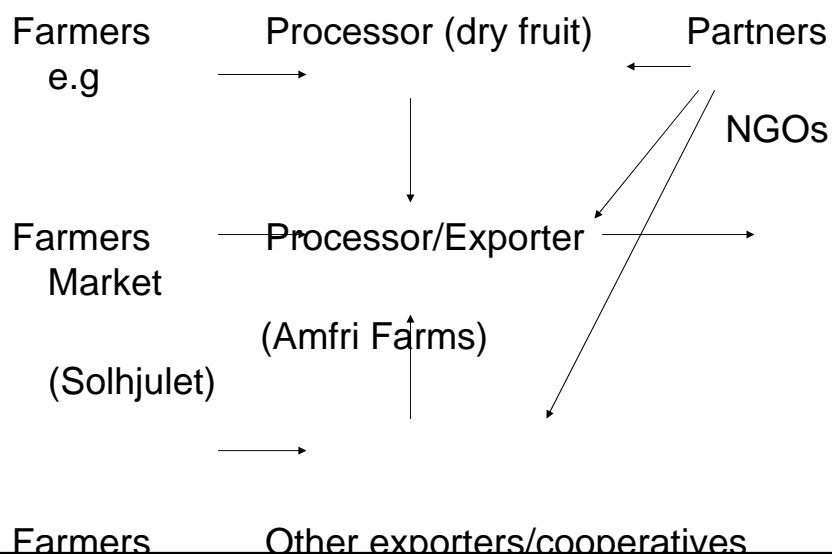 Farmers Processor (dry fruit) Partners
e.g
NGOs
Farmers Processor/Exporter
Market
(Amfri Farms)
(Solhjulet)
Farmers Other exporters/cooperatives